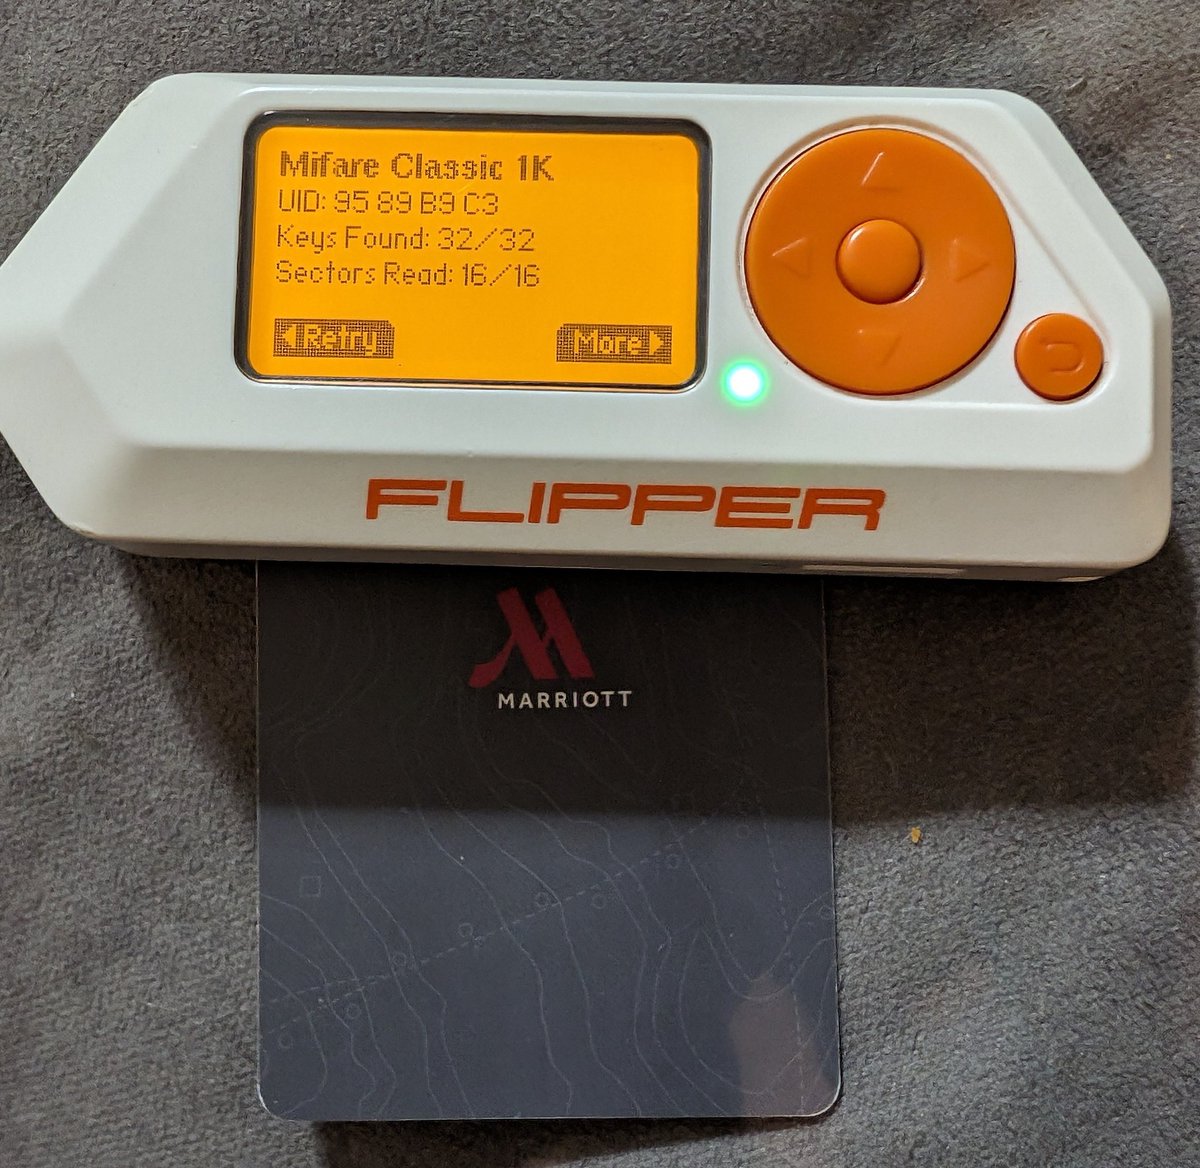 Mifare Classic 1K
UID: 95 89 B9 C3
Keys Found: 32/32
Sectors Read: 16/16
Retry
More
FLIPPER
MARRIOTT